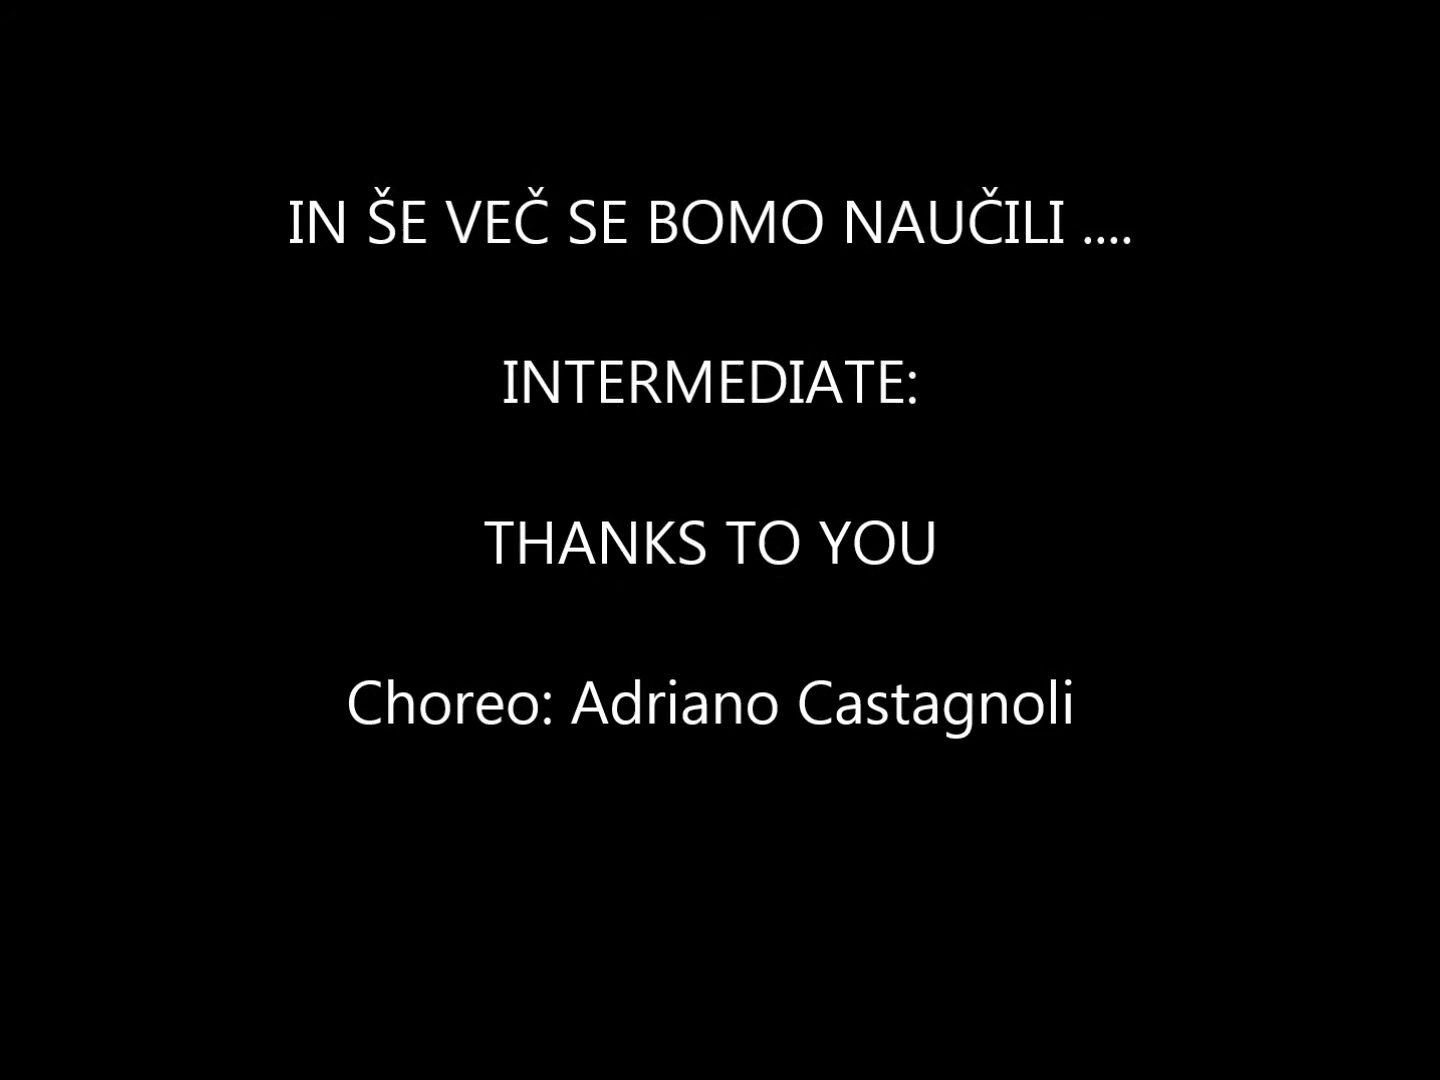 IN ŠE VEČ SE BOMO NAUČILI ....
INTERMEDIATE:
THANKS TO YOU
Choreo: Adriano Castagnoli